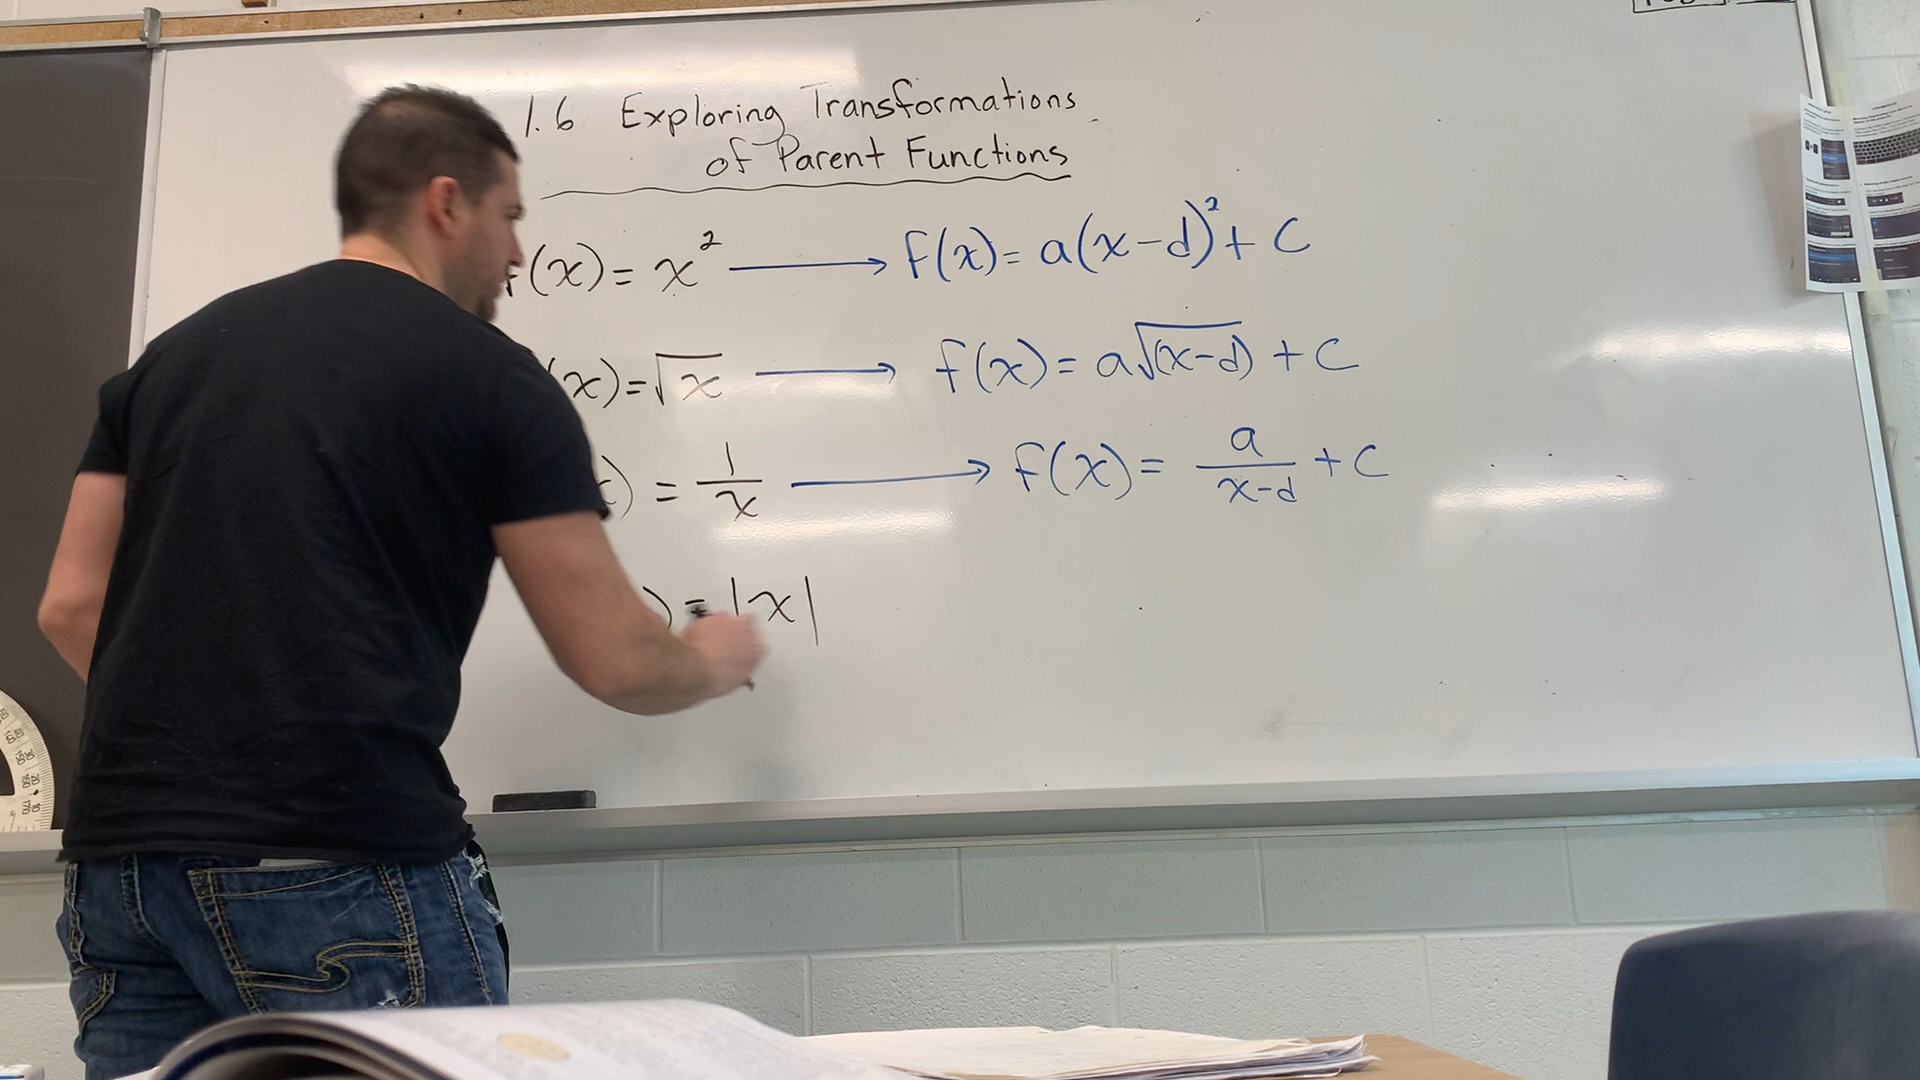 1.6 Exploring Transformations
of Parent Functions
f(x) = x² → f(x) = a(x-d)² + c
(x) = √x → f(x) = a√(x-d) + c
) = 1/x → f(x) = a/(x-d) + c
) = |x|